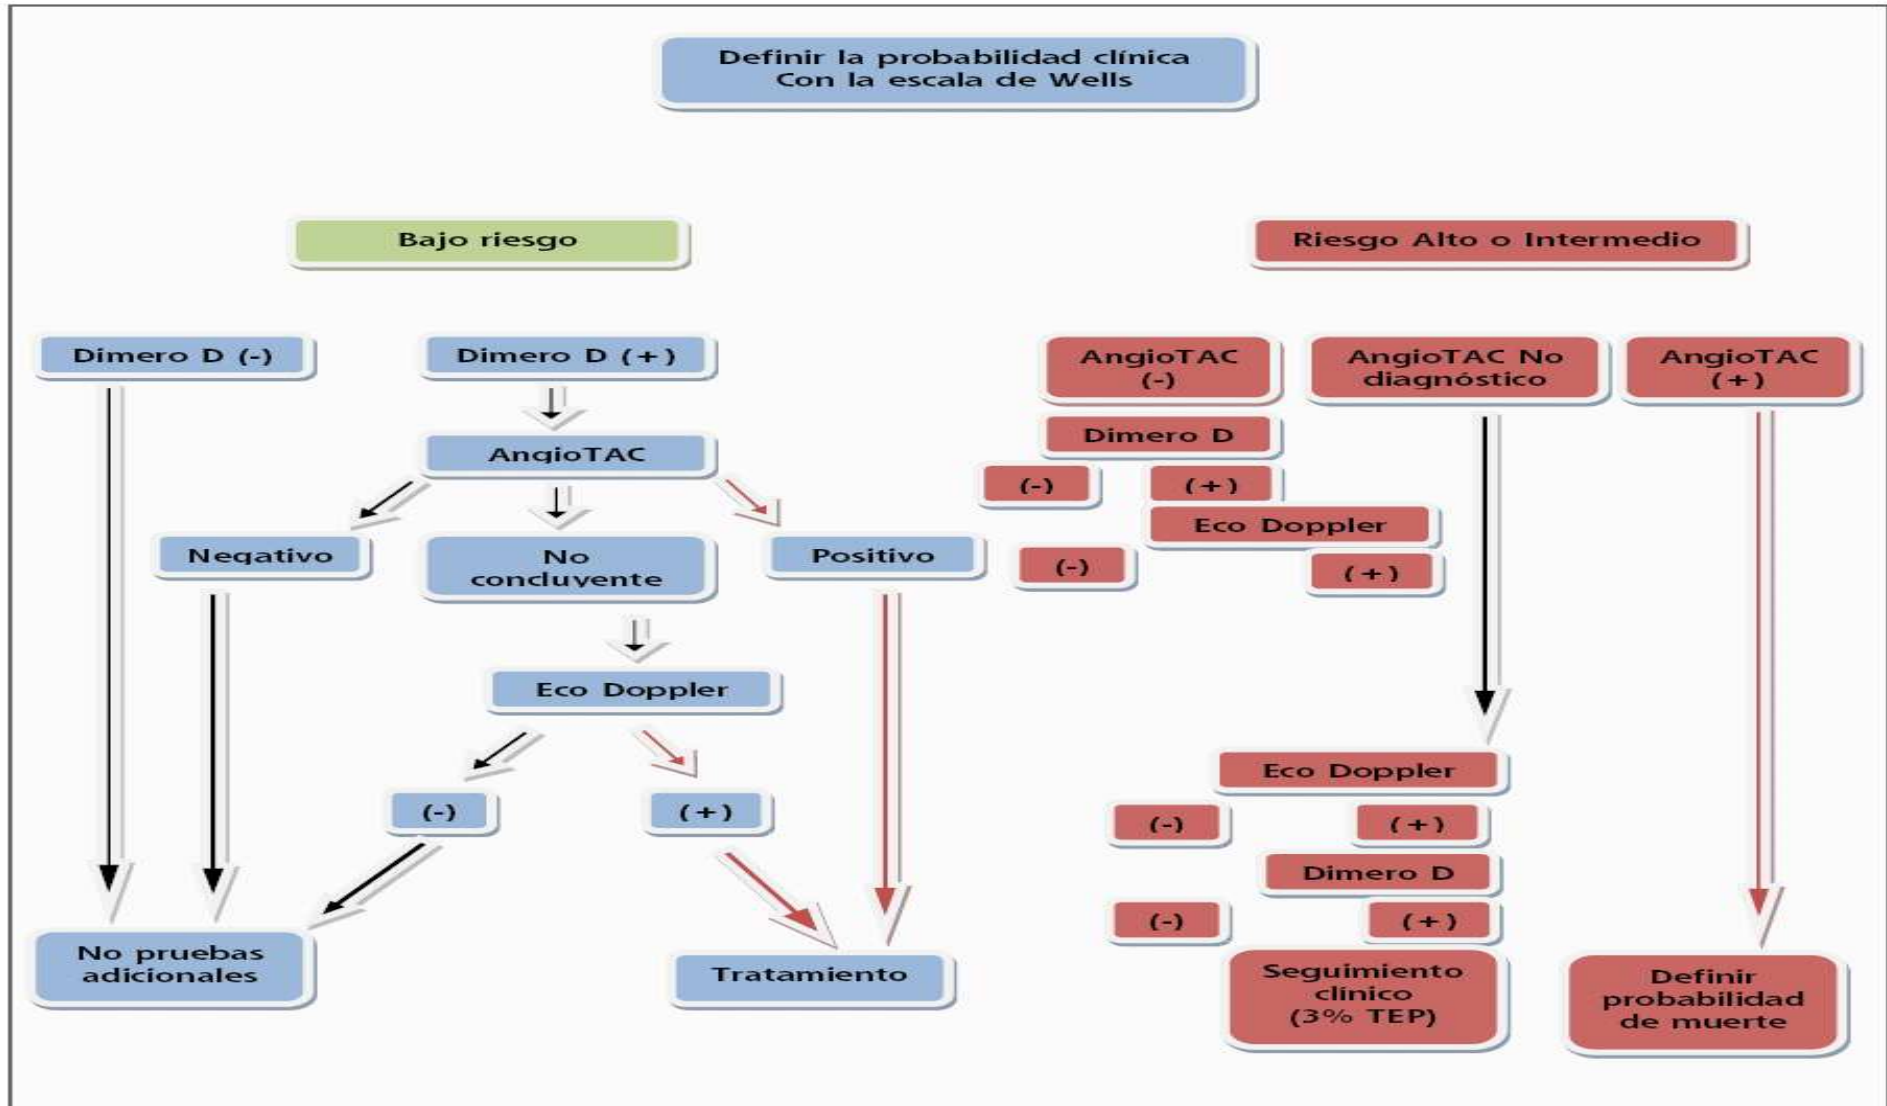 Definir la probabilidad clínica
Con la escala de Wells
Bajo riesgo
Riesgo Alto o Intermedio
Dimero D (-)
Dimero D (+)
AngioTAC
(-)
AngioTAC No
diagnóstico
AngioTAC
(+)
Dimero D
AngioTAC
(-)
(+)
Eco Doppler
Negativo
No
concluyente
Positivo
(-)
(+)
Eco Doppler
Eco Doppler
(-)
(+)
(-)
(+)
Dimero D
(-)
(+)
No pruebas
adicionales
Tratamiento
Seguimiento
clínico
(3% TEP)
Definir
probabilidad
de muerte